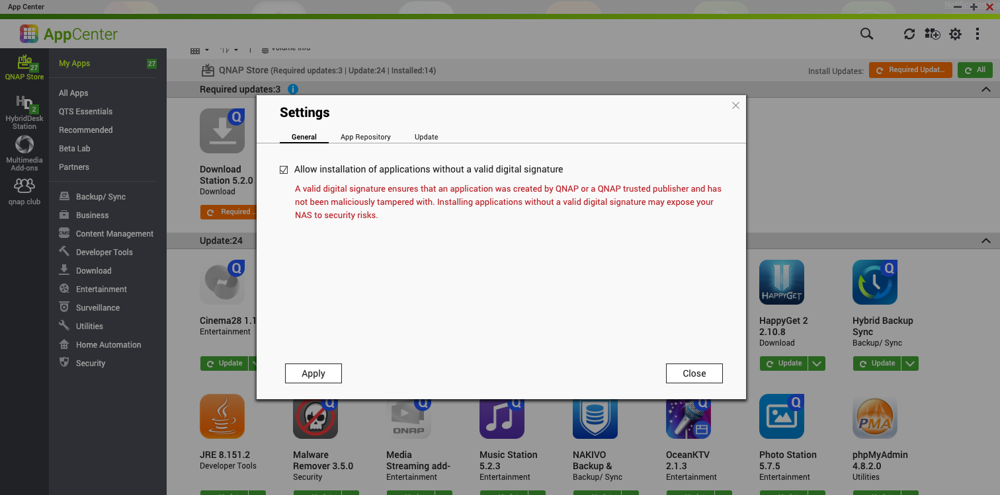 App Center
AppCenter
Volume Info
27
QNAP Store
2
HybridDesk
Station
Multimedia
Add-ons
qnap club
My Apps 27
All Apps
QTS Essentials
Recommended
Beta Lab
Partners
Backup/ Sync
Business
CMS Content Management
Developer Tools
Download
Entertainment
Surveillance
Utilities
Home Automation
Security
QNAP Store (Required updates:3 | Update:24 | Installed:14)
Install Updates: Required Updat... All
Required updates:3
Download
Station 5.2.0
Download
Required ...
Settings
General App Repository Update
Allow installation of applications without a valid digital signature
A valid digital signature ensures that an application was created by QNAP or a QNAP trusted publisher and has
not been maliciously tampered with. Installing applications without a valid digital signature may expose your
NAS to security risks.
Apply Close
Update:24
Cinema28 1.1
Entertainment
Update
HAPPYGET
HappyGet 2
2.10.8
Download
Update
Hybrid Backup
Sync
Backup/ Sync
Update
JRE 8.151.2
Developer Tools
Malware
Remover 3.5.0
Security
QNAP
Media
Streaming add-
Entertainment
Music Station
5.2.3
Entertainment
NAKIVO
Backup &
Backup/ Sync
OceanKTV
2.1.3
Entertainment
Photo Station
5.7.5
Entertainment
PMA
phpMyAdmin
4.8.2.0
Utilities